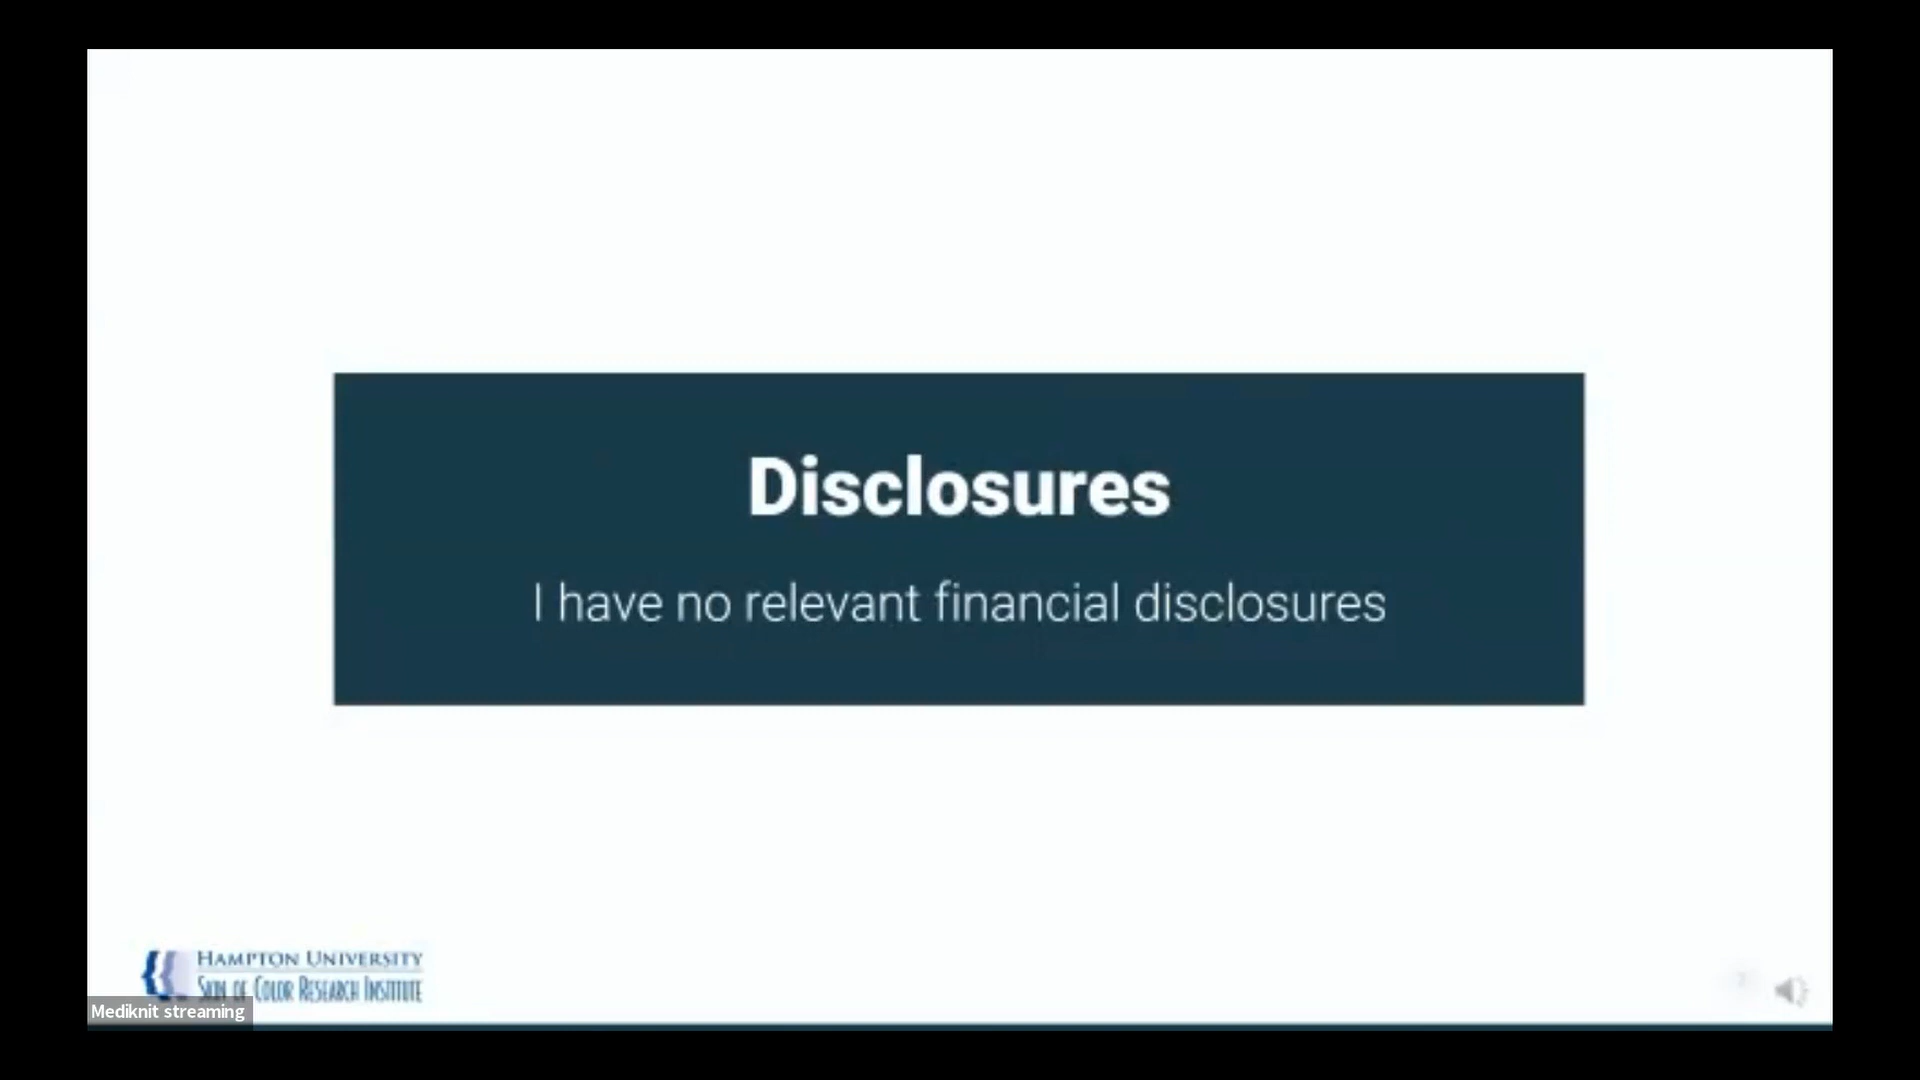 Disclosures
I have no relevant financial disclosures
HAMPTON UNIVERSITY
SKIN OF COLOR RESEARCH INSTITUTE
Mediknit streaming